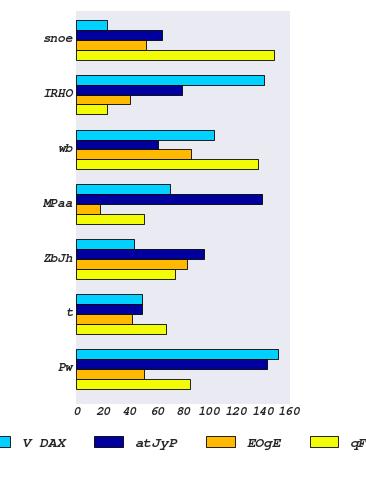 snoe
IRHO
wb
MPaa
ZbJh
t
Pw
0 20 40 60 80 100 120 140 160
V DAX atJyP EOgE qF